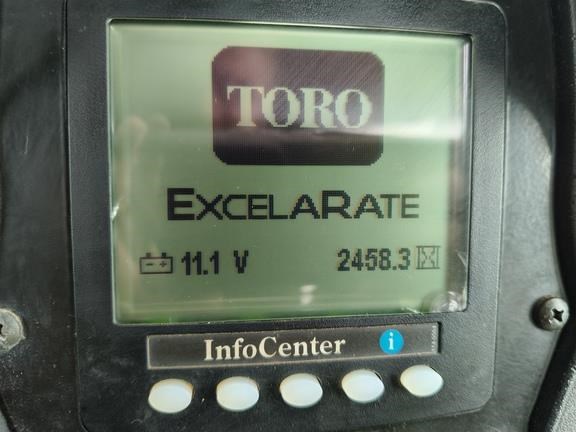 TORO
EXCELARATE
11.1 V 2458.3
InfoCenter i